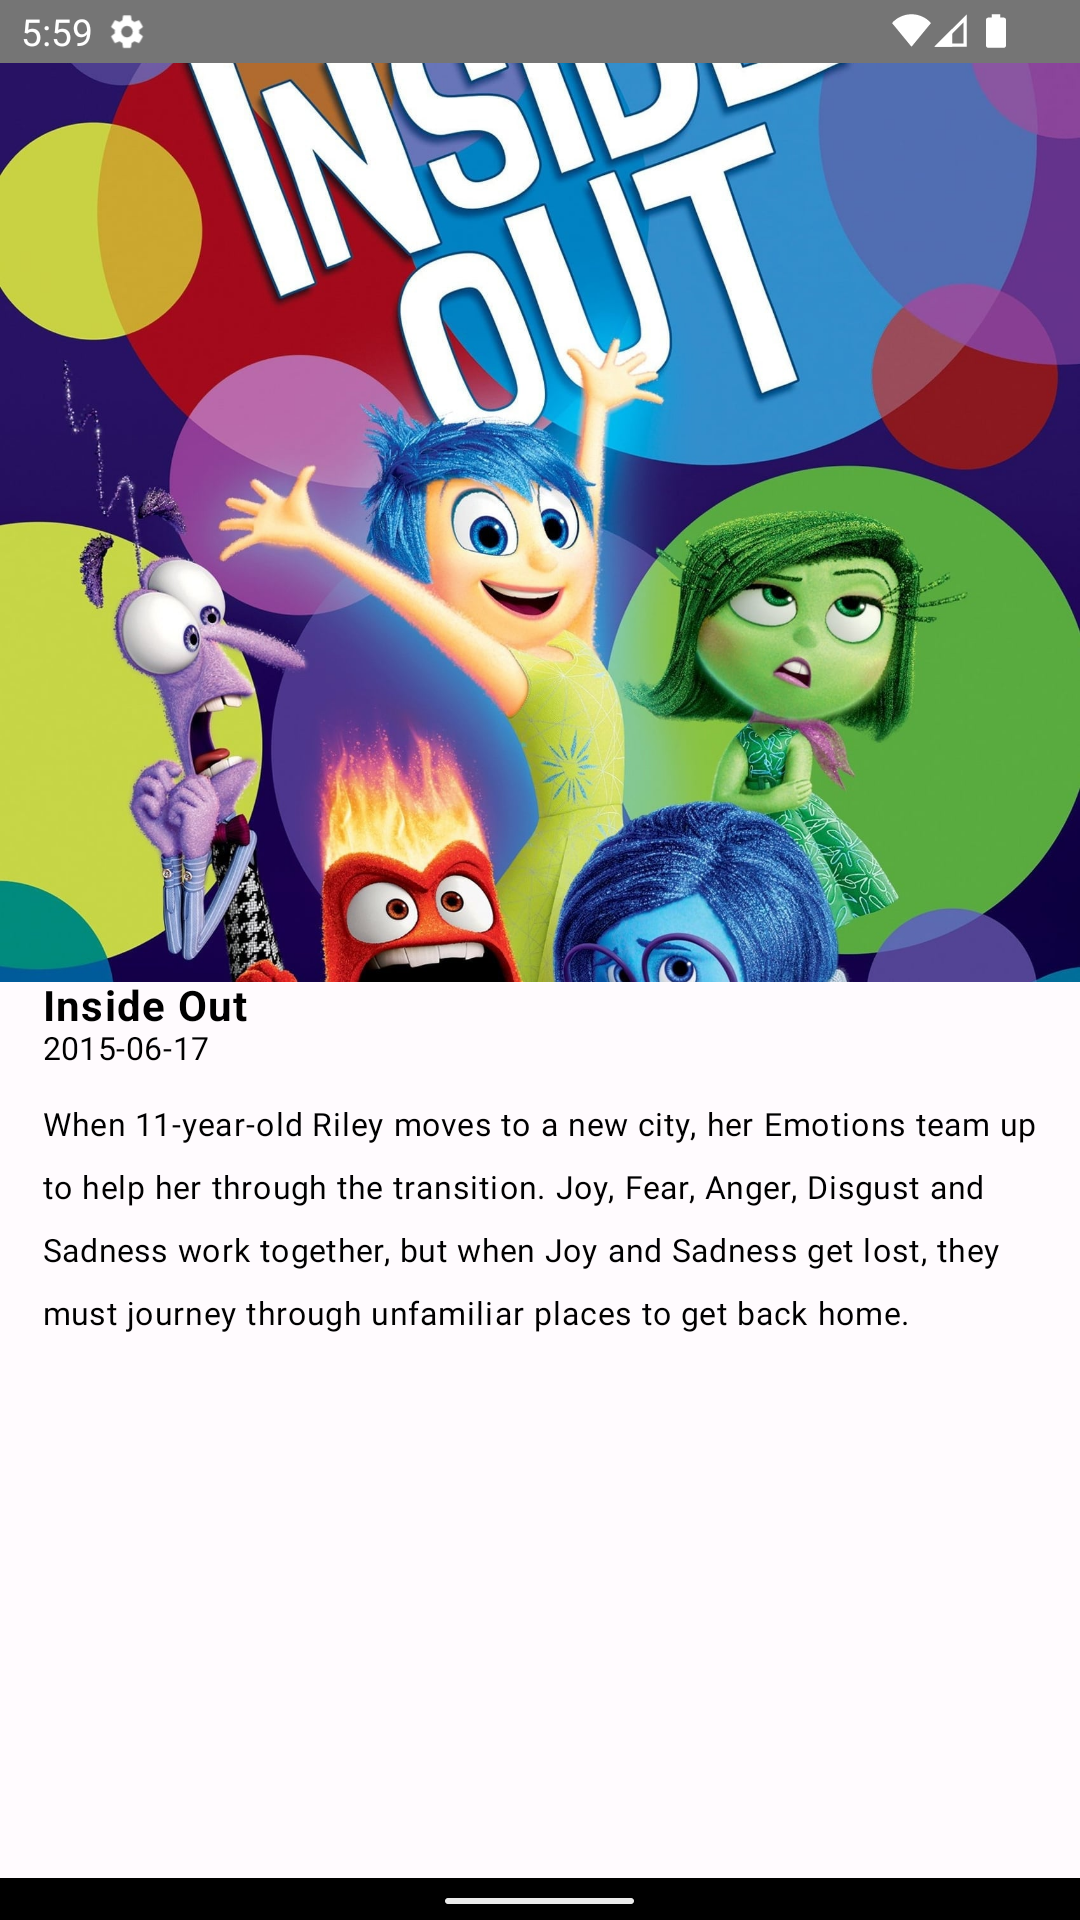 5:59
INSIDE
OUT
Inside Out
2015-06-17
When 11-year-old Riley moves to a new city, her Emotions team up
to help her through the transition. Joy, Fear, Anger, Disgust and
Sadness work together, but when Joy and Sadness get lost, they
must journey through unfamiliar places to get back home.